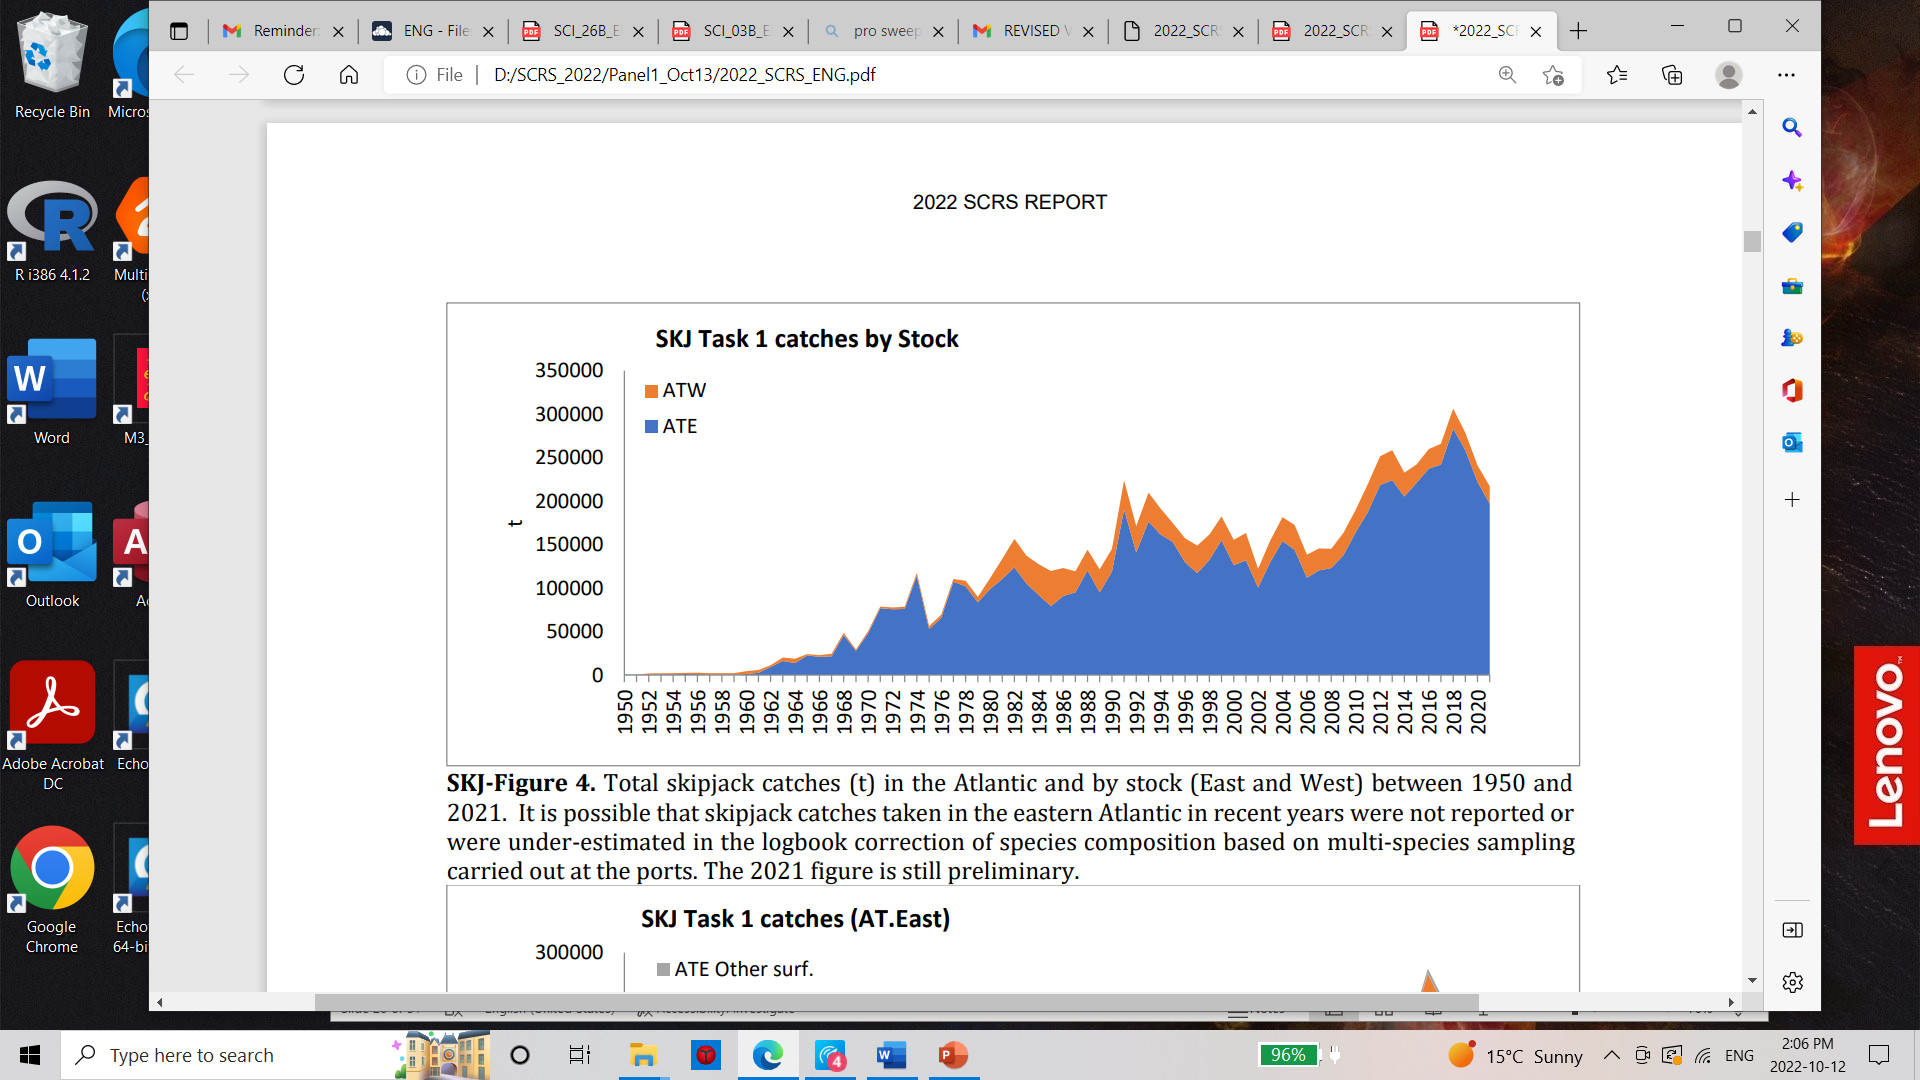 Recycle Bin
Micros
R i386 4.1.2
Multi
Word
M3_
Outlook
Adobe Acrobat
DC
Echo
Google
Chrome
Echo
64-bi
Reminder:
ENG - File
SCI_26B_E
SCI_03B_E
pro sweep
REVISED V
2022_SCR
2022_SCR
*2022_SCR
File
D:/SCRS_2022/Panel1_Oct13/2022_SCRS_ENG.pdf
2022 SCRS REPORT
SKJ Task 1 catches by Stock
350000
300000
250000
200000
150000
100000
50000
0
t
ATW
ATE
1950 1952 1954 1956 1958 1960 1962 1964 1966 1968 1970 1972 1974 1976 1978 1980 1982 1984 1986 1988 1990 1992 1994 1996 1998 2000 2002 2004 2006 2008 2010 2012 2014 2016 2018 2020
SKJ-Figure 4. Total skipjack catches (t) in the Atlantic and by stock (East and West) between 1950 and
2021. It is possible that skipjack catches taken in the eastern Atlantic in recent years were not reported or
were under-estimated in the logbook correction of species composition based on multi-species sampling
carried out at the ports. The 2021 figure is still preliminary.
SKJ Task 1 catches (AT.East)
300000
ATE Other surf.
Lenovo
Type here to search
4
96%
15°C Sunny
ENG
2:06 PM
2022-10-12